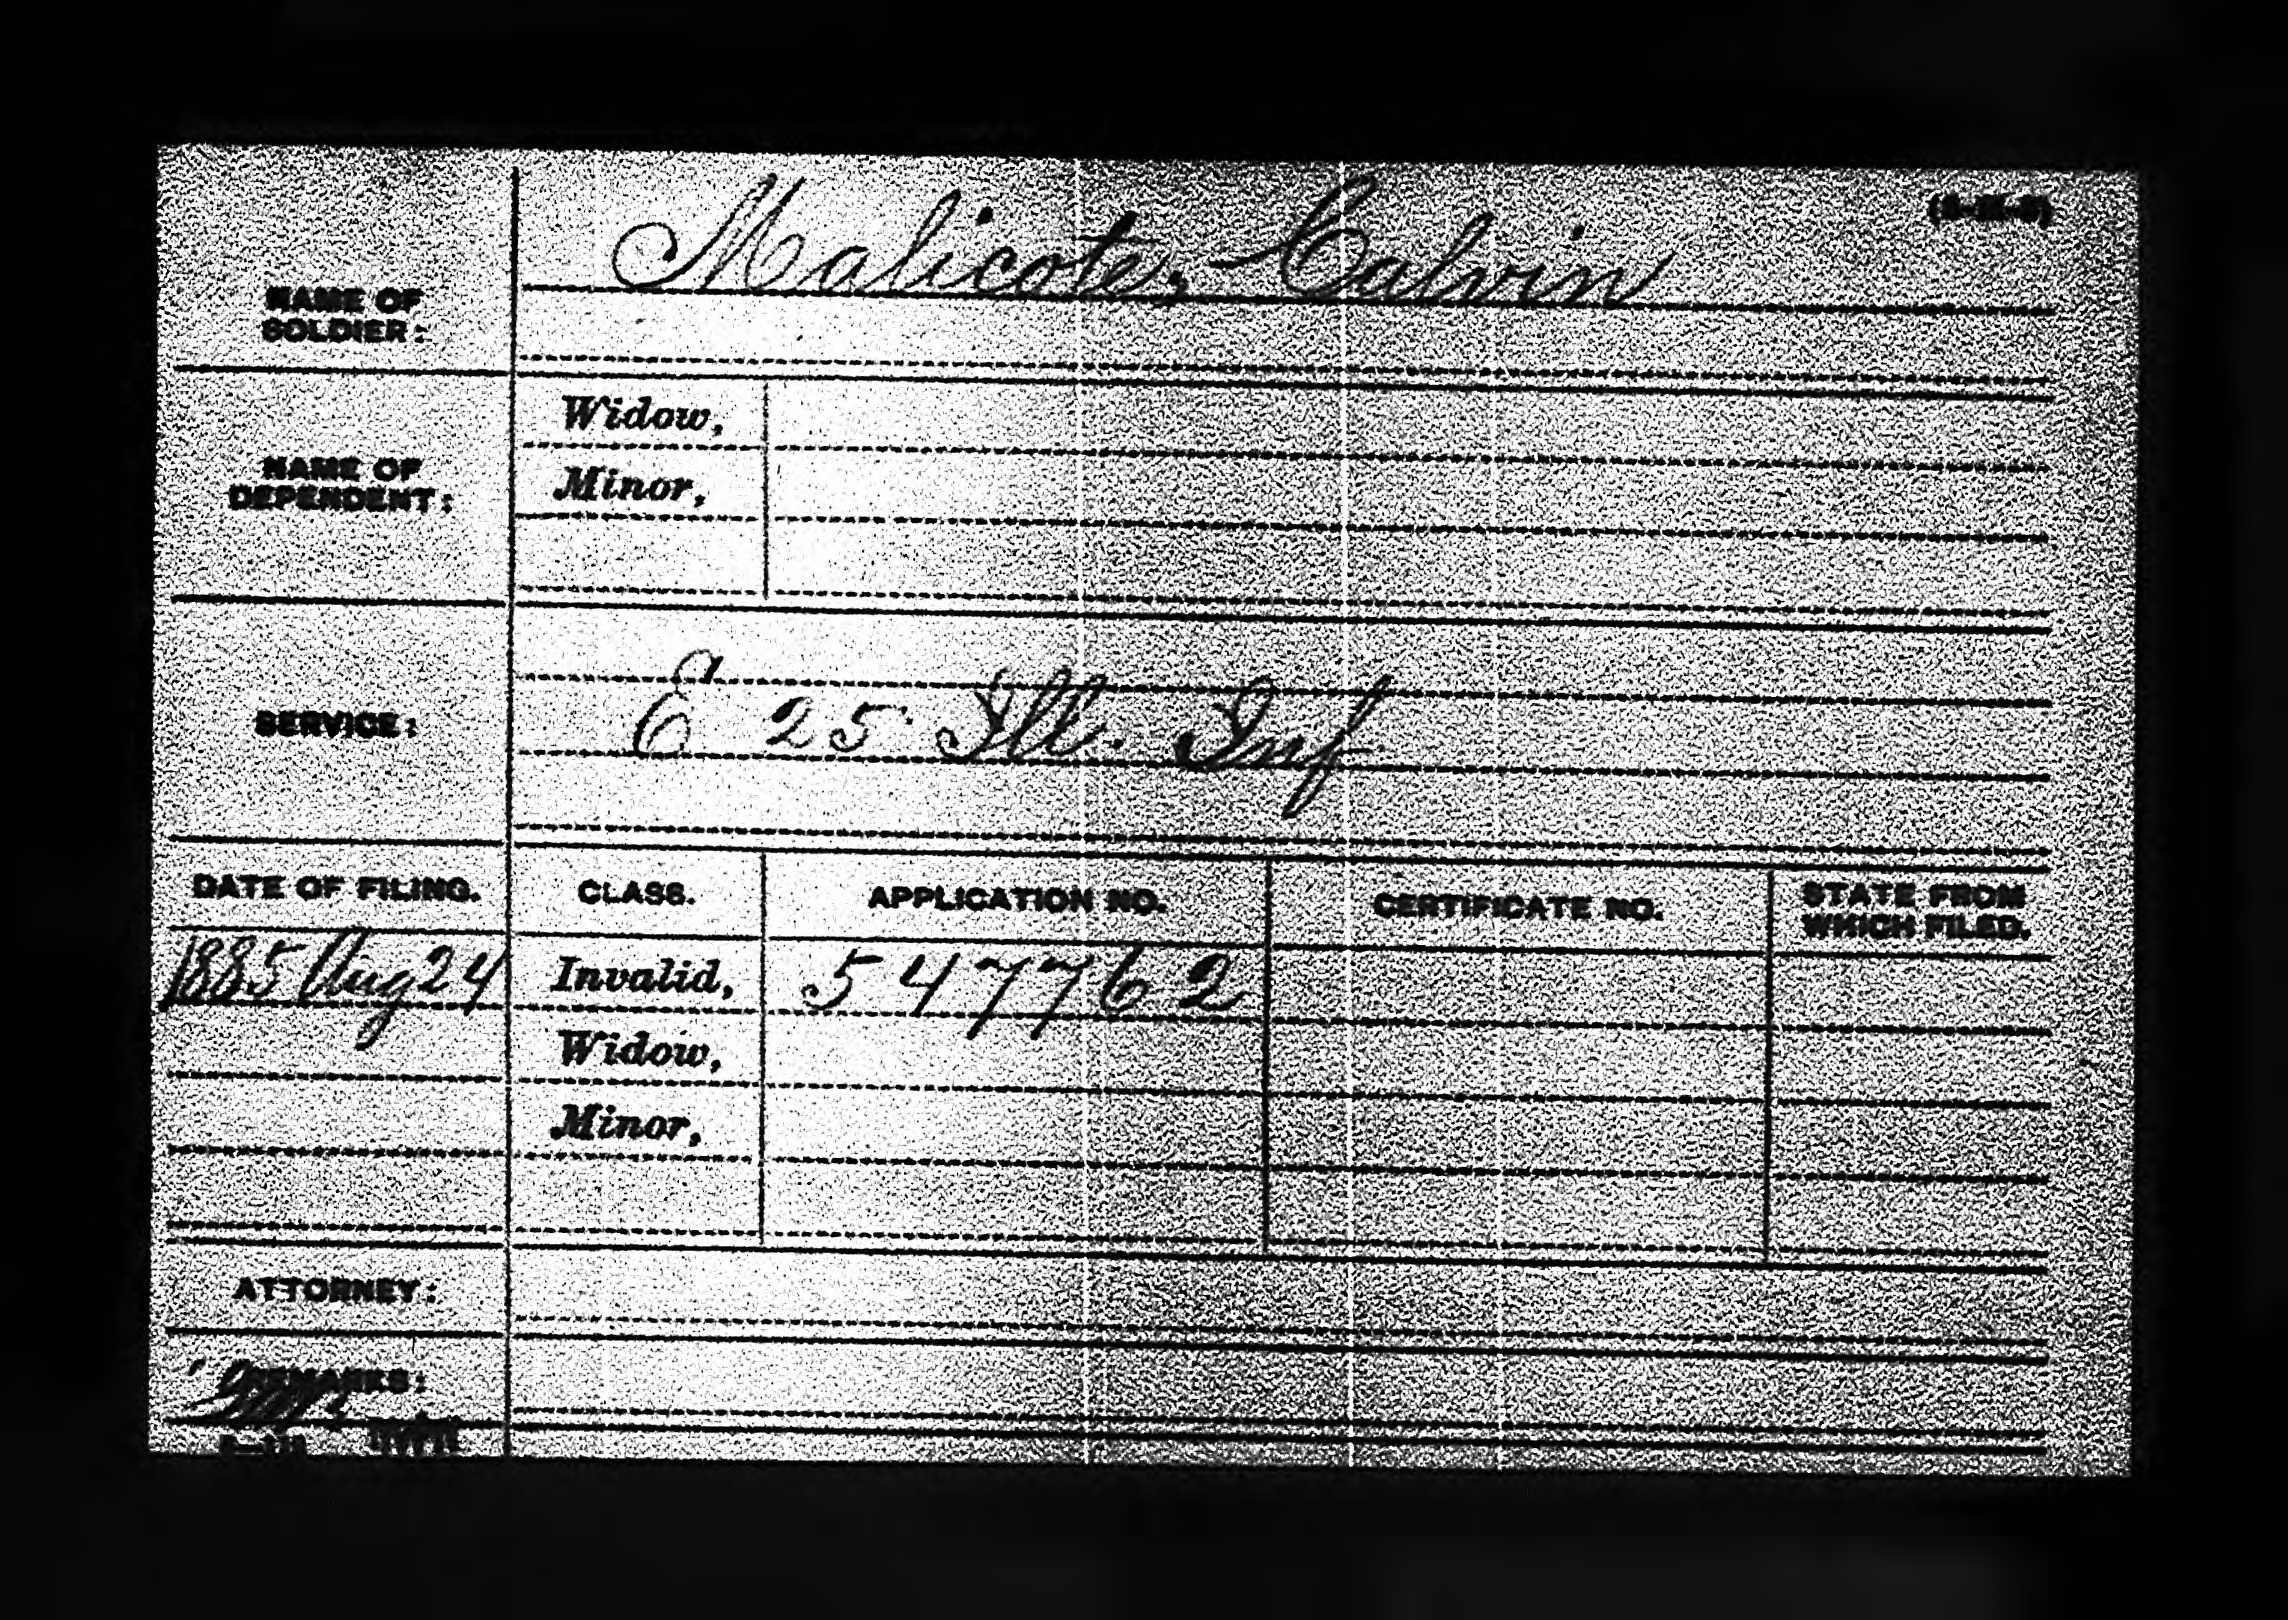 Malicote, Calvin
NAME OF
SOLDIER:
Widow,
NAME OF
DEPENDENT:
Minor,
SERVICE:
E 25 Ill. Inf
DATE OF FILING. CLASS. APPLICATION NO. CERTIFICATE NO. STATE FROM
WHICH FILED.
1885 Aug 24 Invalid, 547762
Widow,
Minor,
ATTORNEY:
REMARKS: